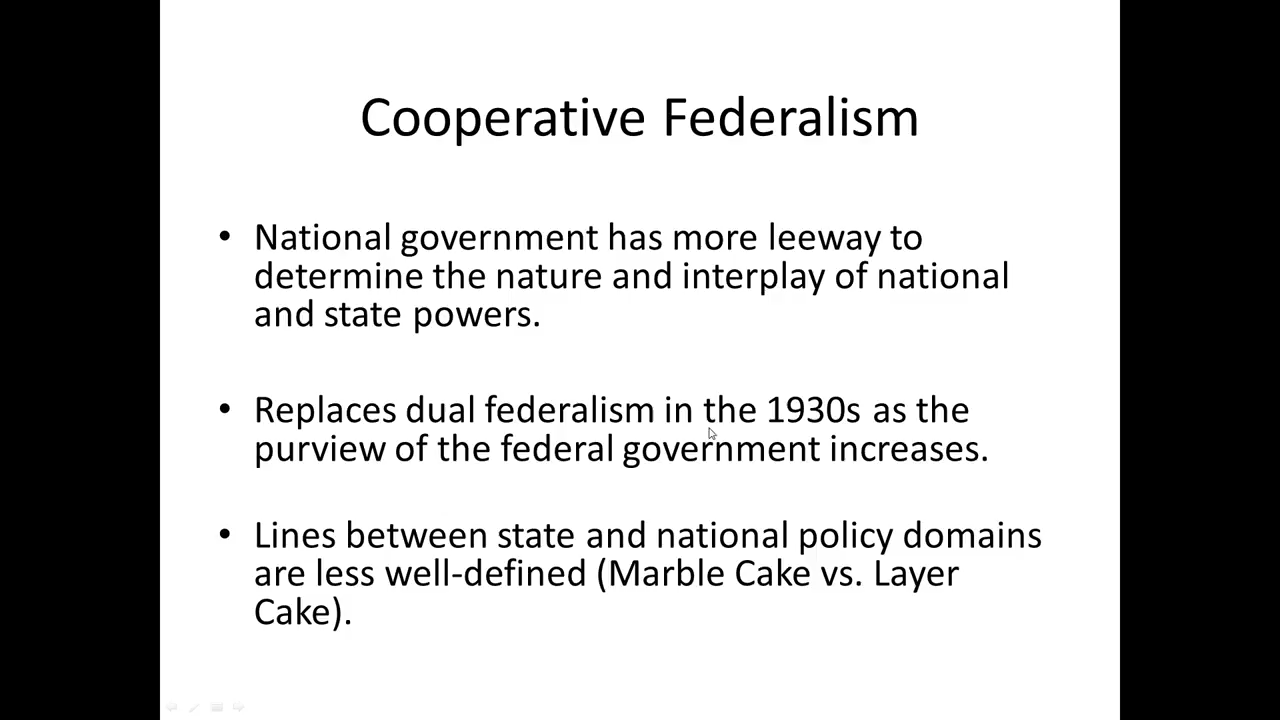 Cooperative Federalism
• National government has more leeway to
determine the nature and interplay of national
and state powers.
• Replaces dual federalism in the 1930s as the
purview of the federal government increases.
• Lines between state and national policy domains
are less well-defined (Marble Cake vs. Layer
Cake).